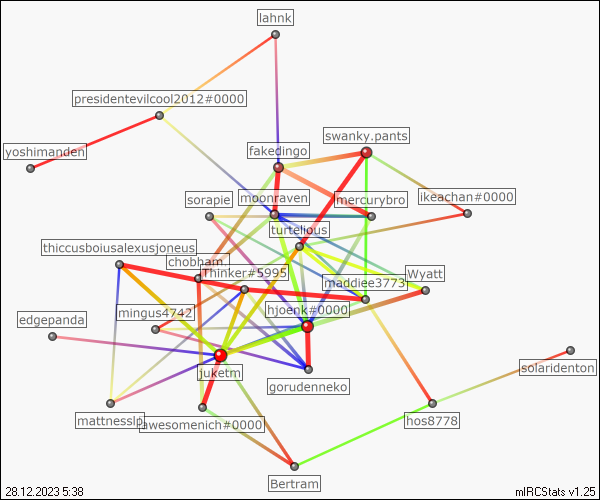 lahnk
presidentevilcool2012#0000
swanky.pants
yoshimanden
fakedingo
sorapie
moonraven
mercurybro
ikeachan#0000
turtelious
thiccusboiusalexusjoneus
chobham
Thinker#5995
maddiee3773
Wyatt
mingus4742
hjoenk#0000
edgepanda
juketm
gorudenneko
solaridenton
mattnesslp
awesomenich#0000
hos8778
Bertram
28.12.2023 5:38
mIRCStats v1.25